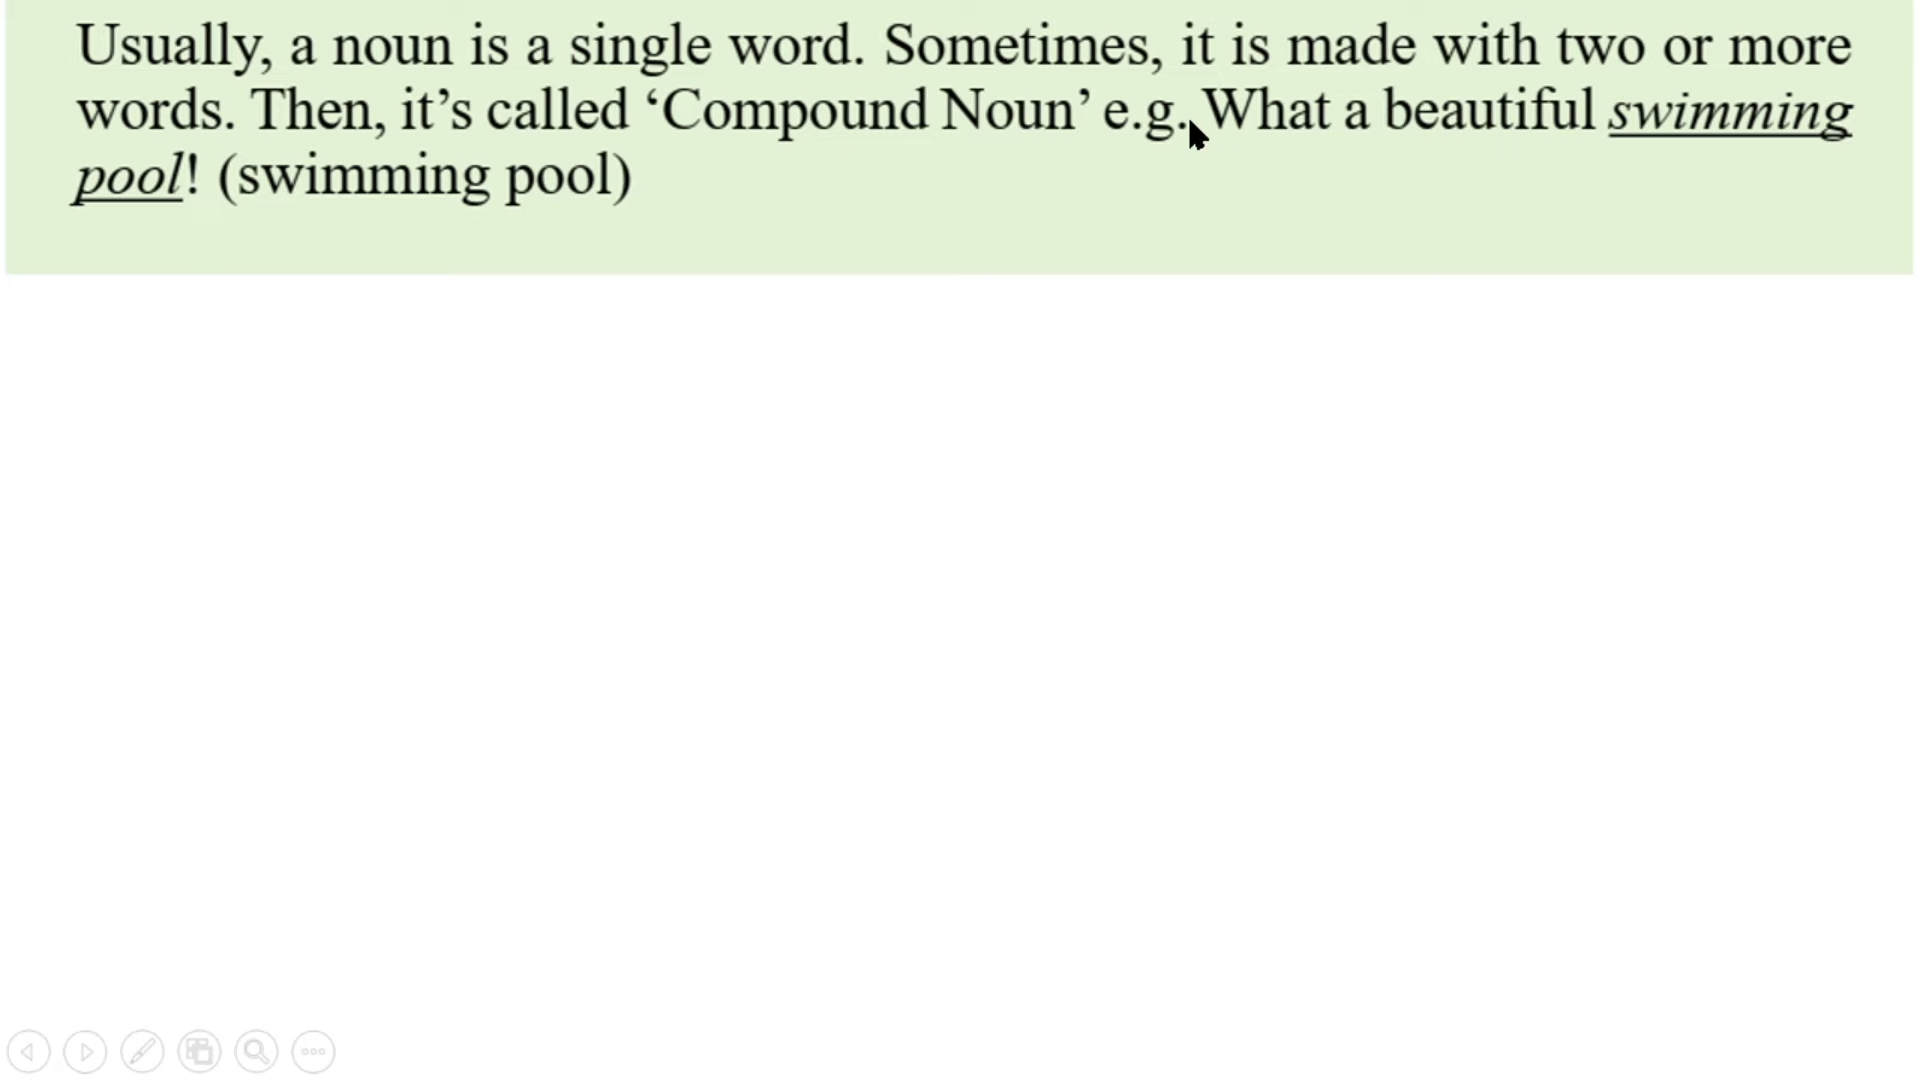 Usually, a noun is a single word. Sometimes, it is made with two or more
words. Then, it’s called ‘Compound Noun’ e.g. What a beautiful swimming
pool! (swimming pool)